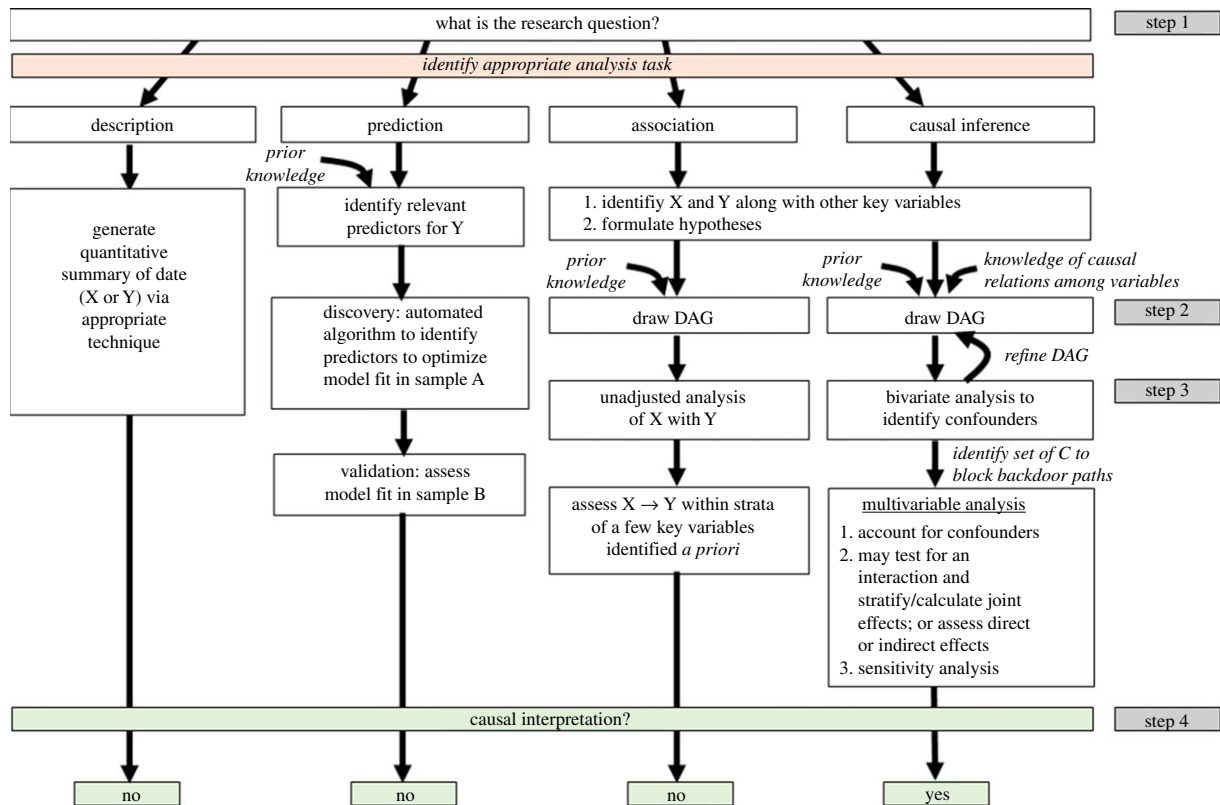 what is the research question?
step 1
identify appropriate analysis task
description
prediction
association
causal inference
prior
knowledge
generate
quantitative
summary of date
(X or Y) via
appropriate
technique
identify relevant
predictors for Y
discovery: automated
algorithm to identify
predictors to optimize
model fit in sample A
validation: assess
model fit in sample B
1. identifiy X and Y along with other key variables
2. formulate hypotheses
prior
knowledge
prior
knowledge
knowledge of causal
relations among variables
draw DAG
draw DAG
step 2
refine DAG
unadjusted analysis
of X with Y
bivariate analysis to
identify confounders
step 3
identify set of C to
block backdoor paths
assess X → Y within strata
of a few key variables
identified a priori
multivariable analysis
1. account for confounders
2. may test for an
interaction and
stratify/calculate joint
effects; or assess direct
or indirect effects
3. sensitivity analysis
causal interpretation?
step 4
no
no
no
yes